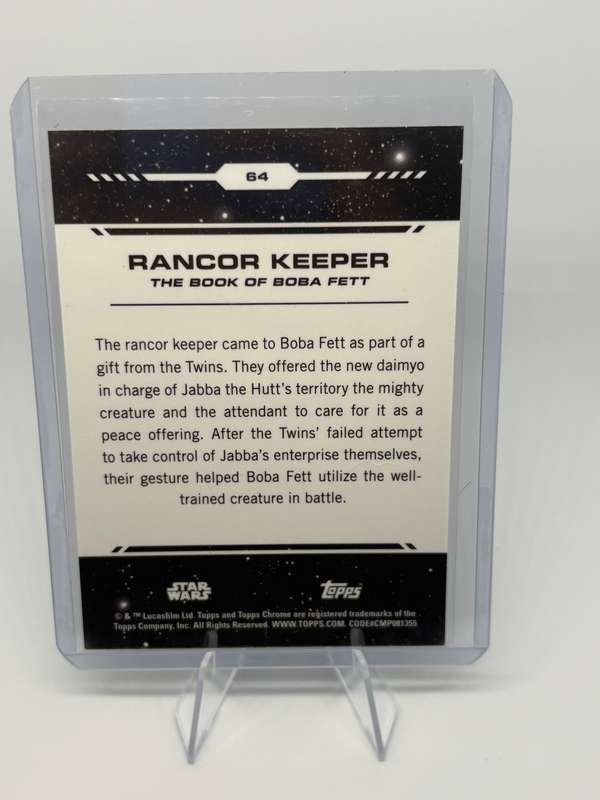 64
RANCOR KEEPER
THE BOOK OF BOBA FETT
The rancor keeper came to Boba Fett as part of a
gift from the Twins. They offered the new daimyo
in charge of Jabba the Hutt's territory the mighty
creature and the attendant to care for it as a
peace offering. After the Twins' failed attempt
to take control of Jabba's enterprise themselves,
their gesture helped Boba Fett utilize the well-
trained creature in battle.
STAR
WARS
Topps
© & ™ Lucasfilm Ltd. Topps and Topps Chrome are registered trademarks of the
Topps Company, Inc. All Rights Reserved. WWW.TOPPS.COM. CODE#CMP081355